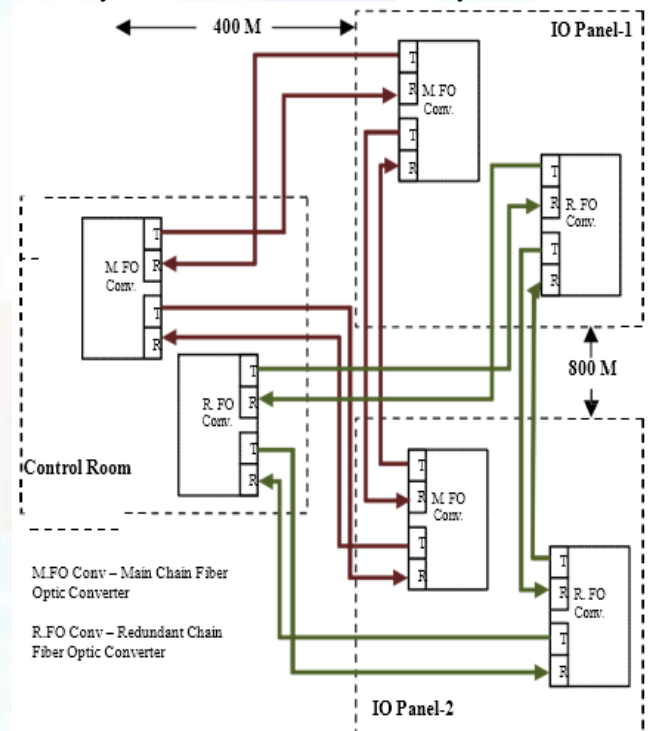 400 M
IO Panel-1
T
R
M.FO
Conv.
T
R
T
R
R. FO
Conv.
T
R
T
R
M.FO
Conv.
T
R
800 M
T
R
R. FO
Conv.
T
R
Control Room
T
R
M.FO
Conv.
T
R
T
R
R. FO
Conv.
T
R
M.FO Conv – Main Chain Fiber
Optic Converter
R.FO Conv – Redundant Chain
Fiber Optic Converter
IO Panel-2